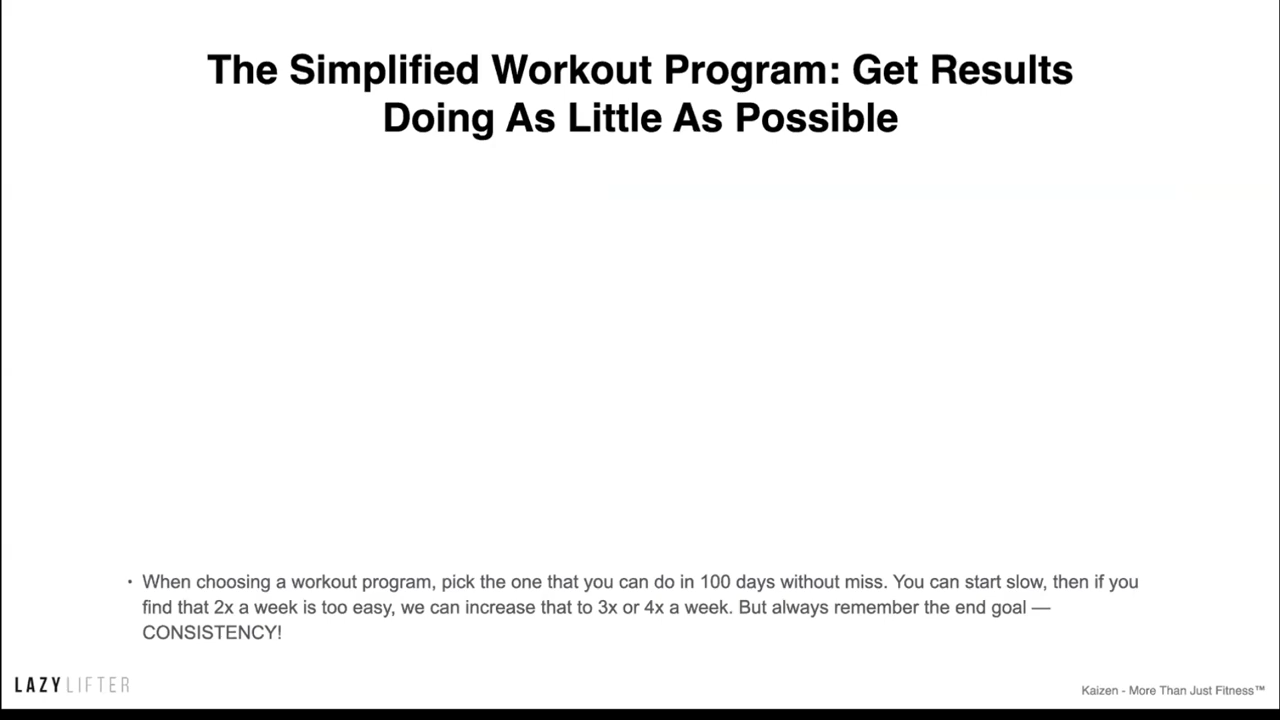 The Simplified Workout Program: Get Results
Doing As Little As Possible
• When choosing a workout program, pick the one that you can do in 100 days without miss. You can start slow, then if you
find that 2x a week is too easy, we can increase that to 3x or 4x a week. But always remember the end goal —
CONSISTENCY!
LAZYLIFTER
Kaizen - More Than Just Fitness™